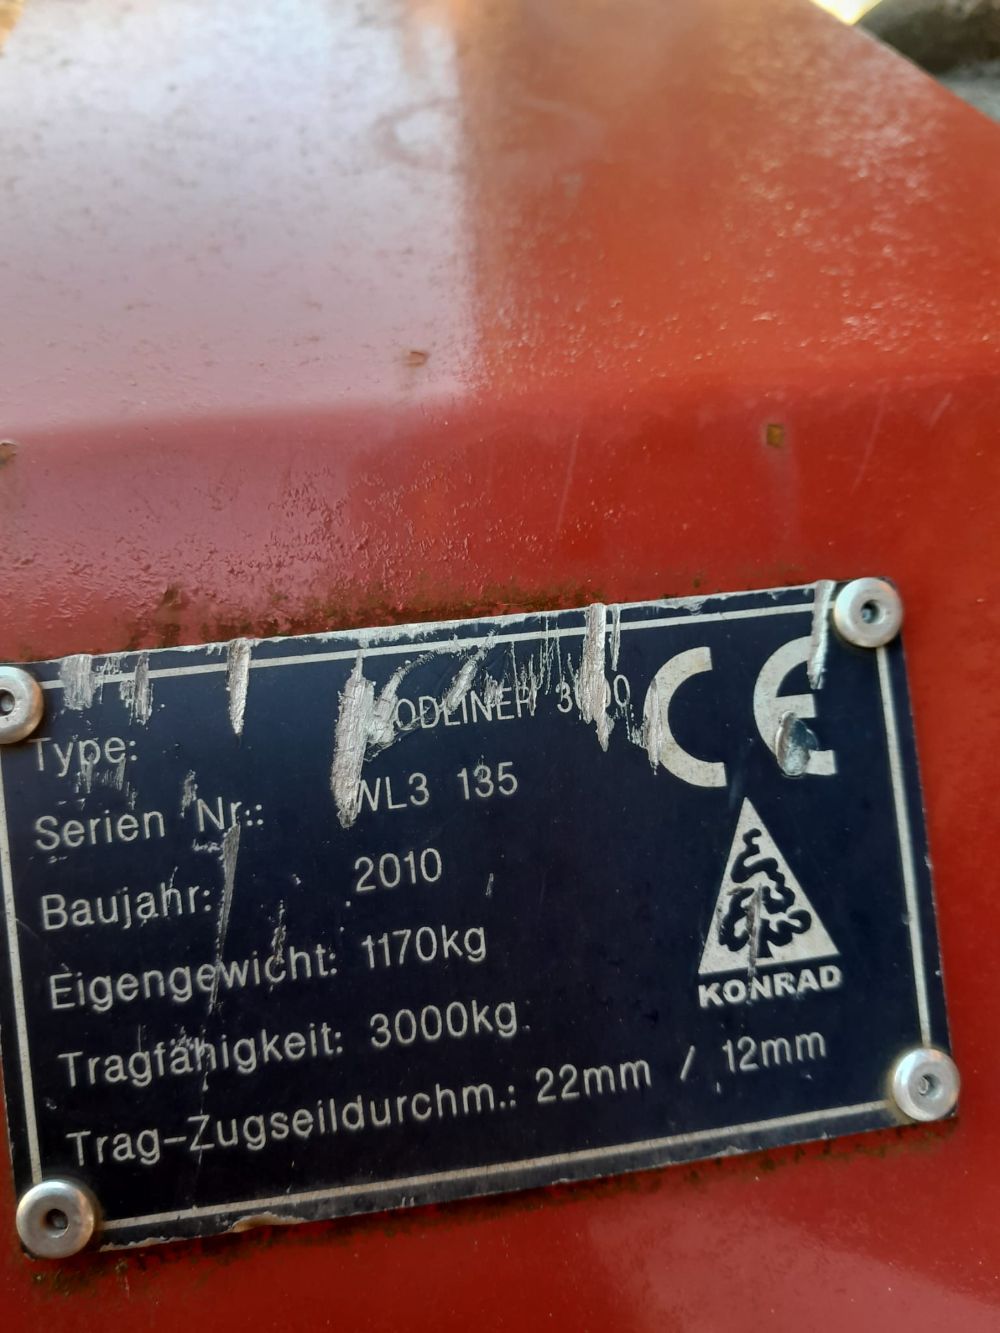 Type:
Serien Nr.: WL3 135
Baujahr: 2010
Eigengewicht: 1170kg
Tragfähigkeit: 3000kg
Trag-Zugseildurchm.: 22mm / 12mm
CE
KONRAD